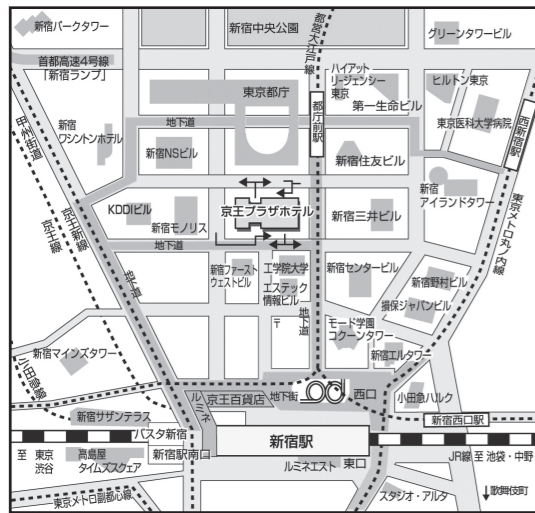 新宿パークタワー
新宿中央公園
都営大江戸線
グリーンタワービル
首都高速4号線
「新宿ランプ」
ハイアット
リージェンシー
東京
ヒルトン東京
東京都庁
第一生命ビル
都庁前駅
西新宿駅
甲州街道
新宿
ワシントンホテル
地下道
東京医科大学病院
新宿NSビル
新宿住友ビル
京王新線
京王線
京王プラザホテル
新宿
アイランドタワー
KDDIビル
新宿モノリス
新宿三井ビル
東京メトロ丸ノ内線
地下道
地下道
新宿ファースト
ウェストビル
工学院大学
エステック
情報ビル
新宿センタービル
新宿野村ビル
損保ジャパンビル
〒
地下道
モード学園
コクーンタワー
新宿マインズタワー
新宿エルタワー
小田急線
ルミネ
京王百貨店
地下街
西口
小田急ハルク
新宿サザンテラス
新宿西口駅
バスタ新宿
新宿駅
至 東京
渋谷
高島屋
タイムズスクェア
新宿駅南口
ルミネエスト
東口
JR線 至 池袋・中野
東京メトロ副都心線
スタジオ・アルタ
↓歌舞伎町